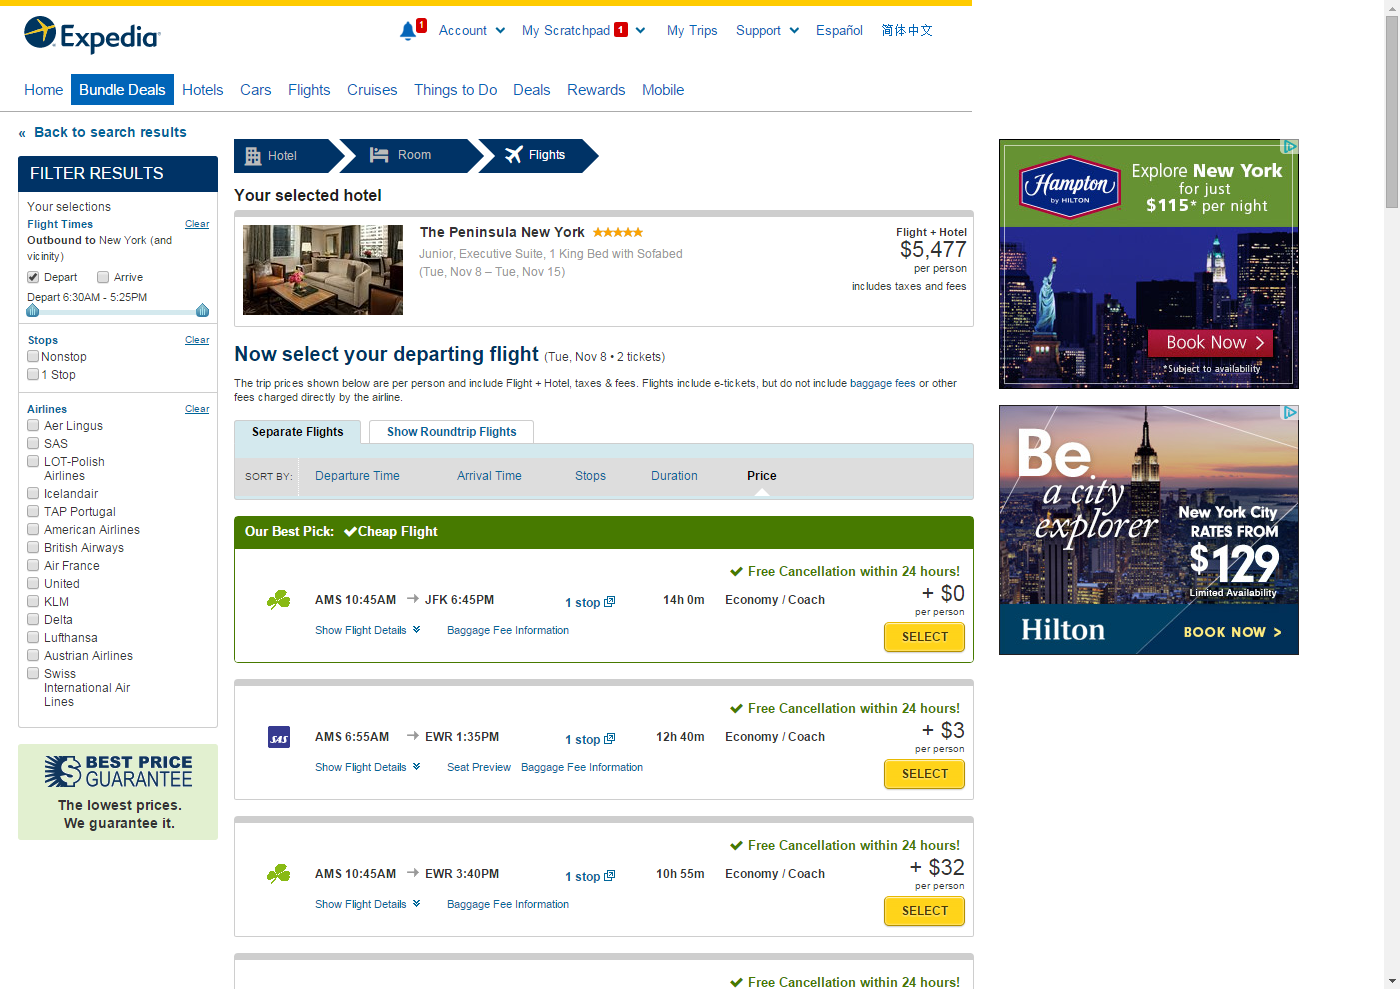 Expedia
1
Account
My Scratchpad 1
My Trips
Support
Español
简体中文
Home
Bundle Deals
Hotels
Cars
Flights
Cruises
Things to Do
Deals
Rewards
Mobile
« Back to search results
FILTER RESULTS
Your selections
Flight Times Clear
Outbound to New York (and
vicinity)
Depart Arrive
Depart 6:30AM - 5:25PM
Stops Clear
Nonstop
1 Stop
Airlines Clear
Aer Lingus
SAS
LOT-Polish
Airlines
Icelandair
TAP Portugal
American Airlines
British Airways
Air France
United
KLM
Delta
Lufthansa
Austrian Airlines
Swiss
International Air
Lines
BEST PRICE
GUARANTEE
The lowest prices.
We guarantee it.
Hotel
Room
Flights
Your selected hotel
The Peninsula New York
Junior, Executive Suite, 1 King Bed with Sofabed
(Tue, Nov 8 – Tue, Nov 15)
Flight + Hotel
$5,477
per person
includes taxes and fees
Now select your departing flight (Tue, Nov 8 • 2 tickets)
The trip prices shown below are per person and include Flight + Hotel, taxes & fees. Flights include e-tickets, but do not include baggage fees or other
fees charged directly by the airline.
Separate Flights
Show Roundtrip Flights
SORT BY: Departure Time Arrival Time Stops Duration Price
Our Best Pick: Cheap Flight
Free Cancellation within 24 hours!
AMS 10:45AM JFK 6:45PM 1 stop 14h 0m Economy / Coach + $0
per person
Show Flight Details Baggage Fee Information
SELECT
Free Cancellation within 24 hours!
SAS
AMS 6:55AM EWR 1:35PM 1 stop 12h 40m Economy / Coach + $3
per person
Show Flight Details Seat Preview Baggage Fee Information
SELECT
Free Cancellation within 24 hours!
AMS 10:45AM EWR 3:40PM 1 stop 10h 55m Economy / Coach + $32
per person
Show Flight Details Baggage Fee Information
SELECT
Free Cancellation within 24 hours!
Hampton
BY HILTON
Explore New York
for just
$115* per night
Book Now
*Subject to availability
Be
a city
explorer
New York City
RATES FROM
$129
Limited Availability
Hilton
BOOK NOW >